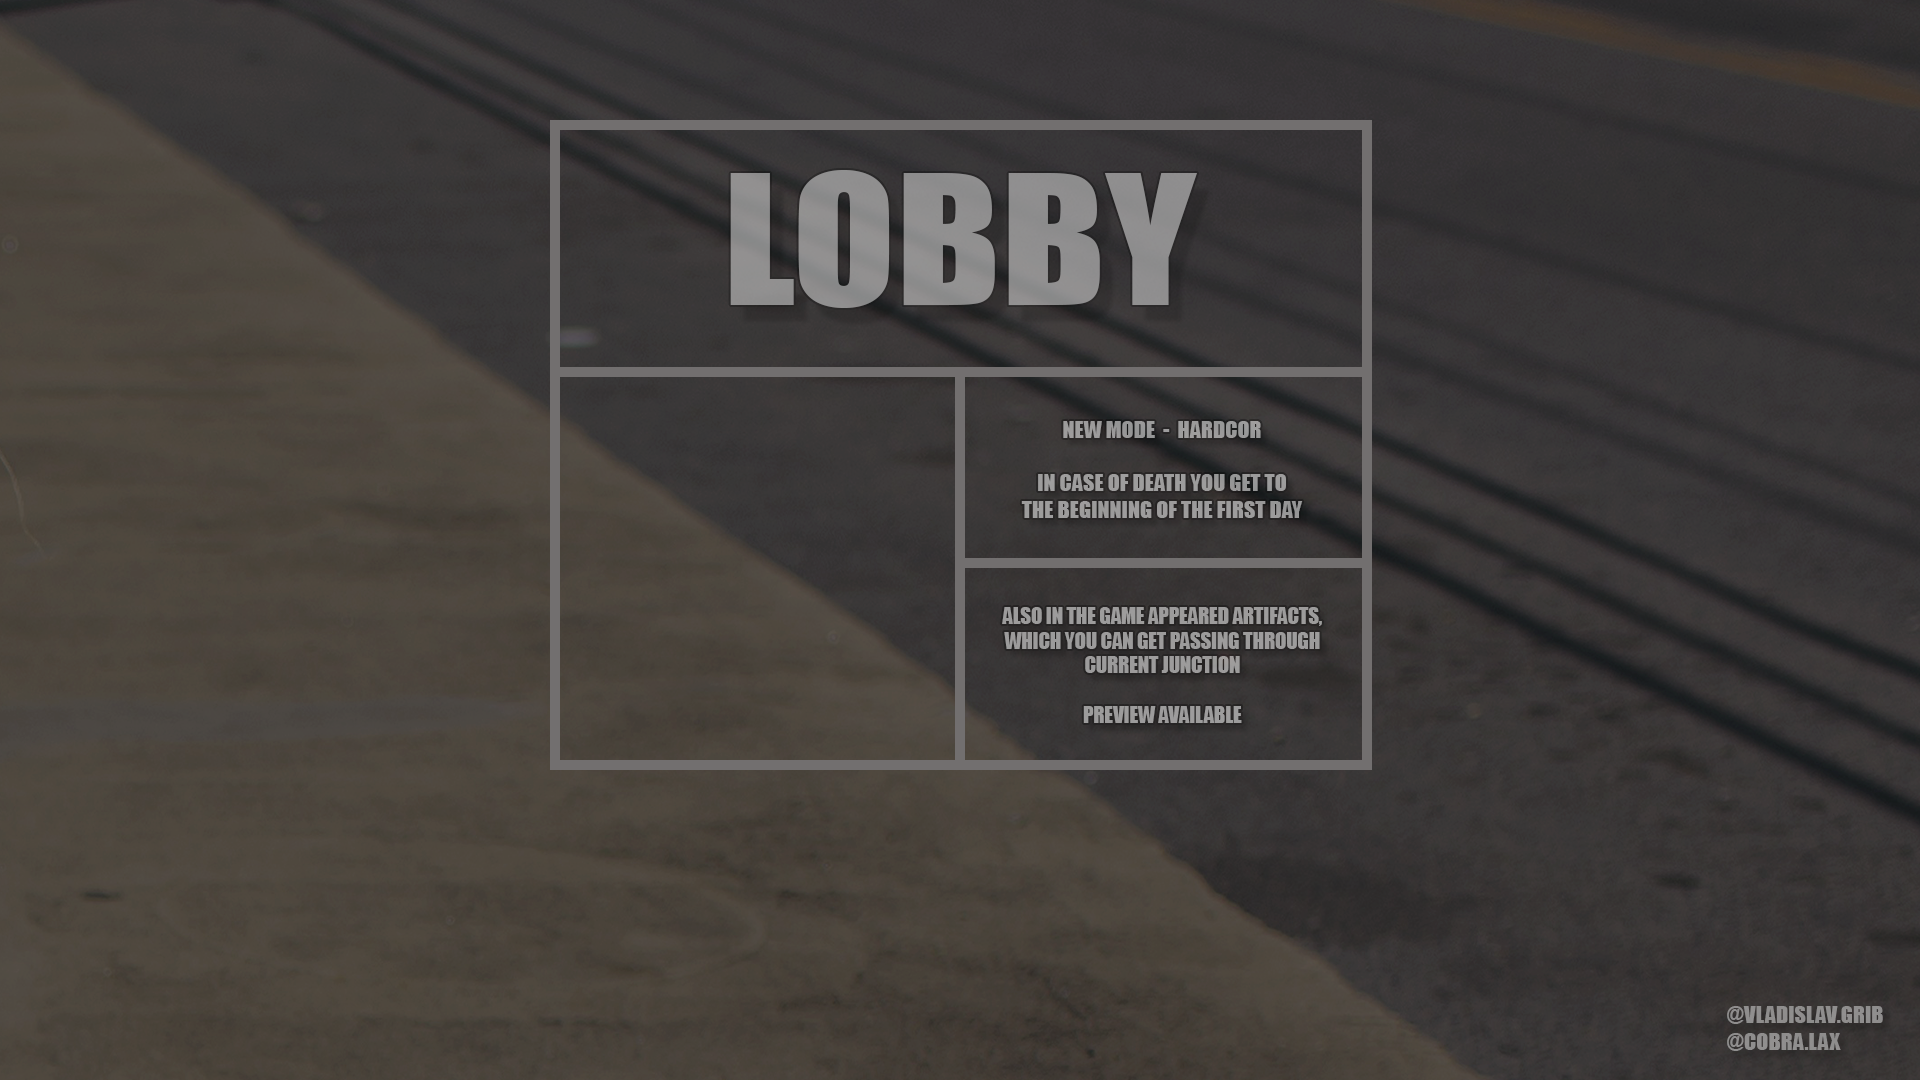 LOBBY
NEW MODE - HARDCOR
IN CASE OF DEATH YOU GET TO
THE BEGINNING OF THE FIRST DAY
ALSO IN THE GAME APPEARED ARTIFACTS,
WHICH YOU CAN GET PASSING THROUGH
CURRENT JUNCTION
PREVIEW AVAILABLE
@VLADISLAV.GRIB
@COBRA.LAX